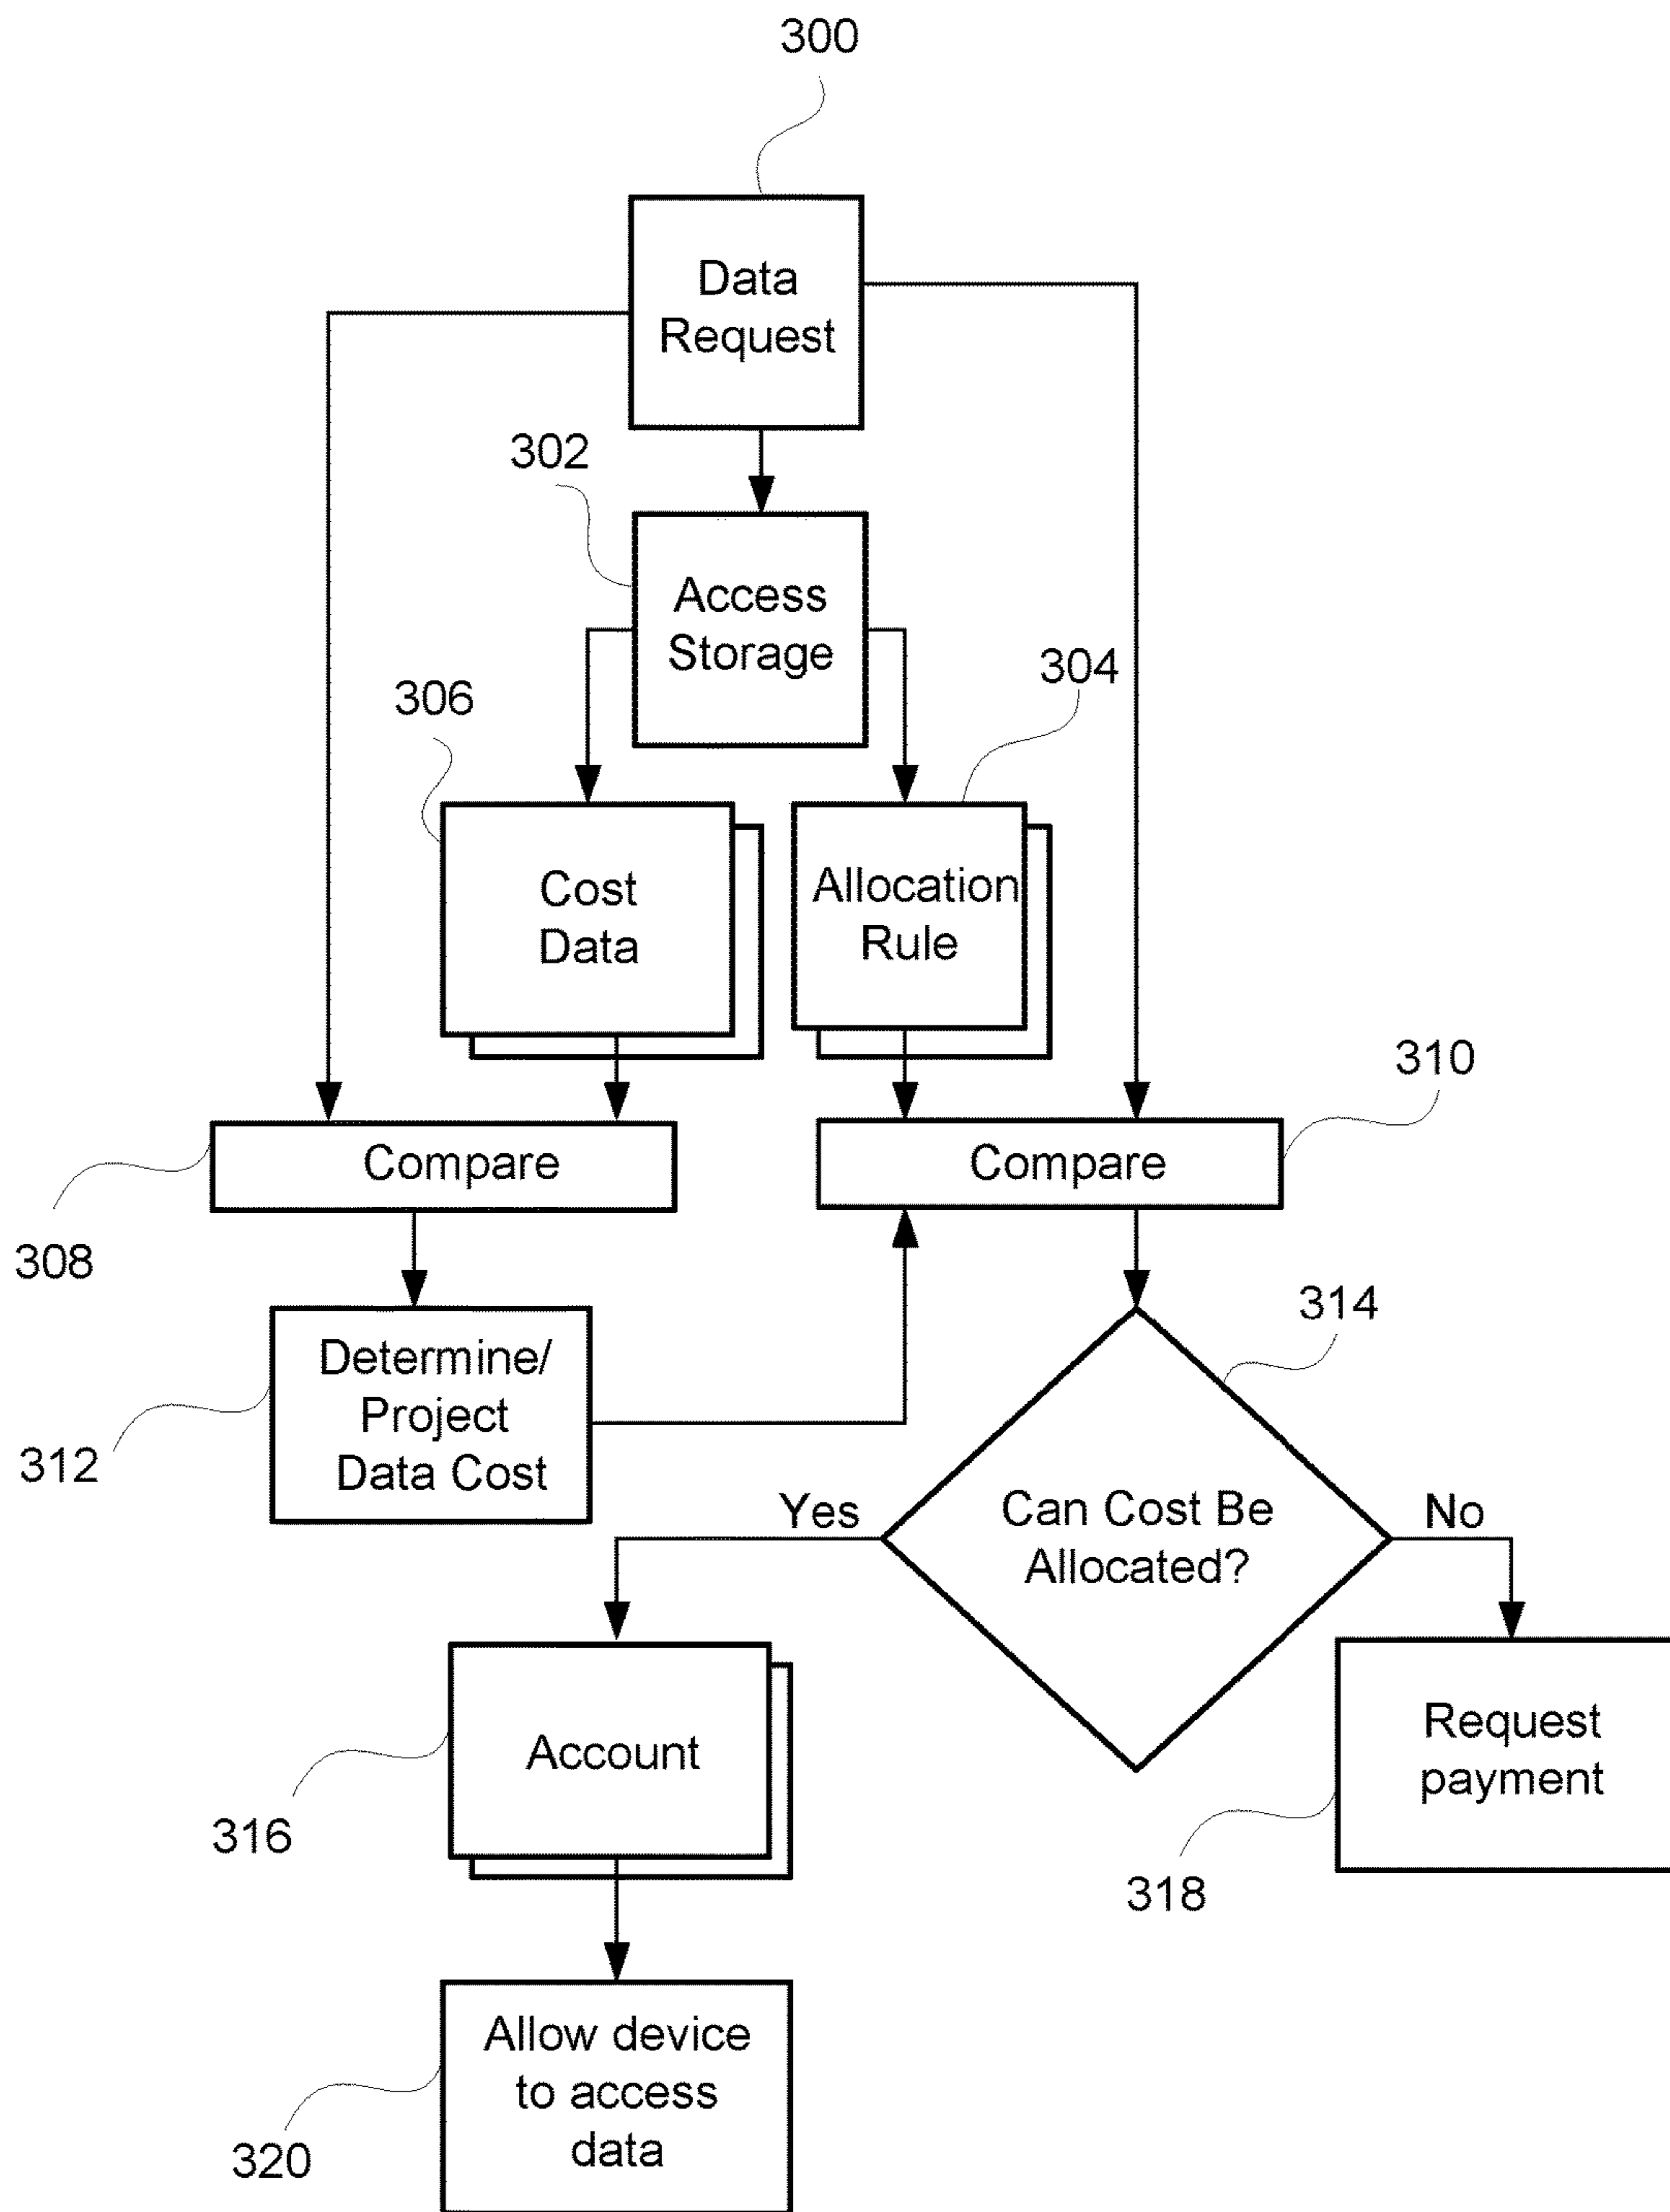 300
Data
Request
302
Access
Storage
304
306
Cost
Data
Allocation
Rule
310
Compare
Compare
308
314
Determine/
Project
Data Cost
312
Yes
No
Can Cost Be
Allocated?
Request
payment
Account
316
318
Allow device
to access
data
320